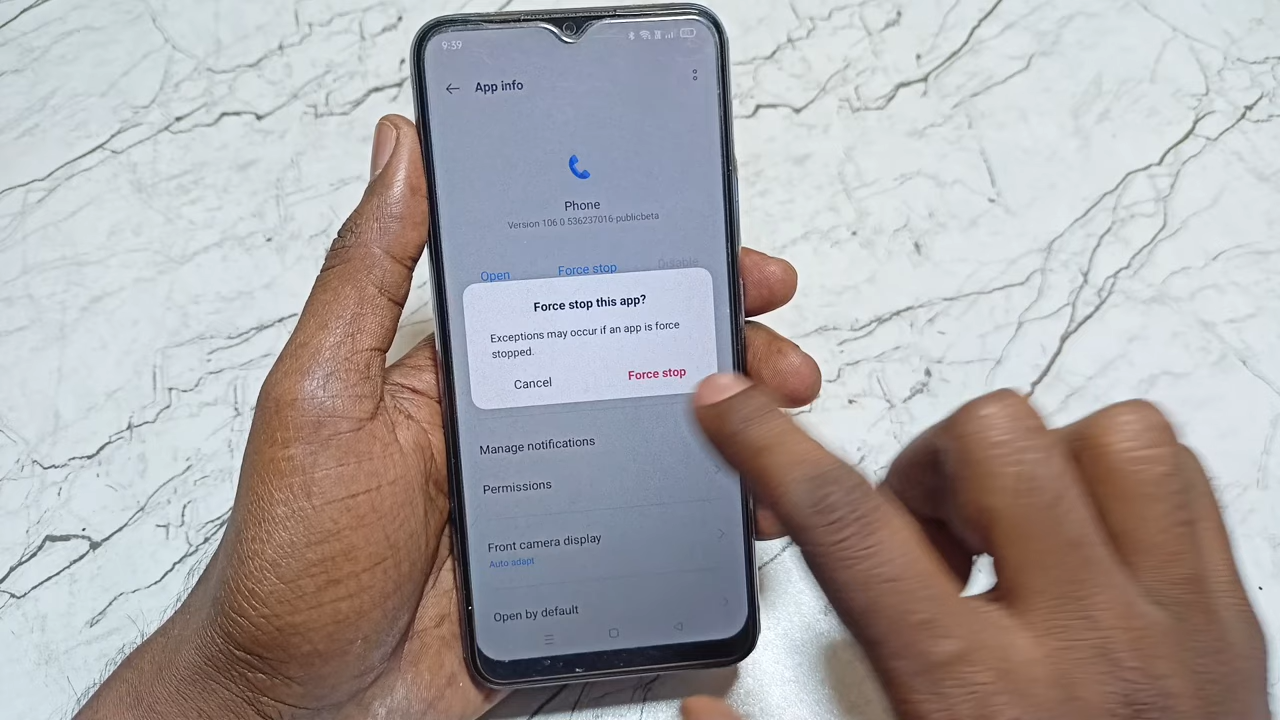 9:39
App info
Phone
Version 106 0 536237016-publicbeta
Open Force stop Disable
Force stop this app?
Exceptions may occur if an app is force
stopped.
Cancel Force stop
Manage notifications
Permissions
Front camera display
Auto adapt
Open by default